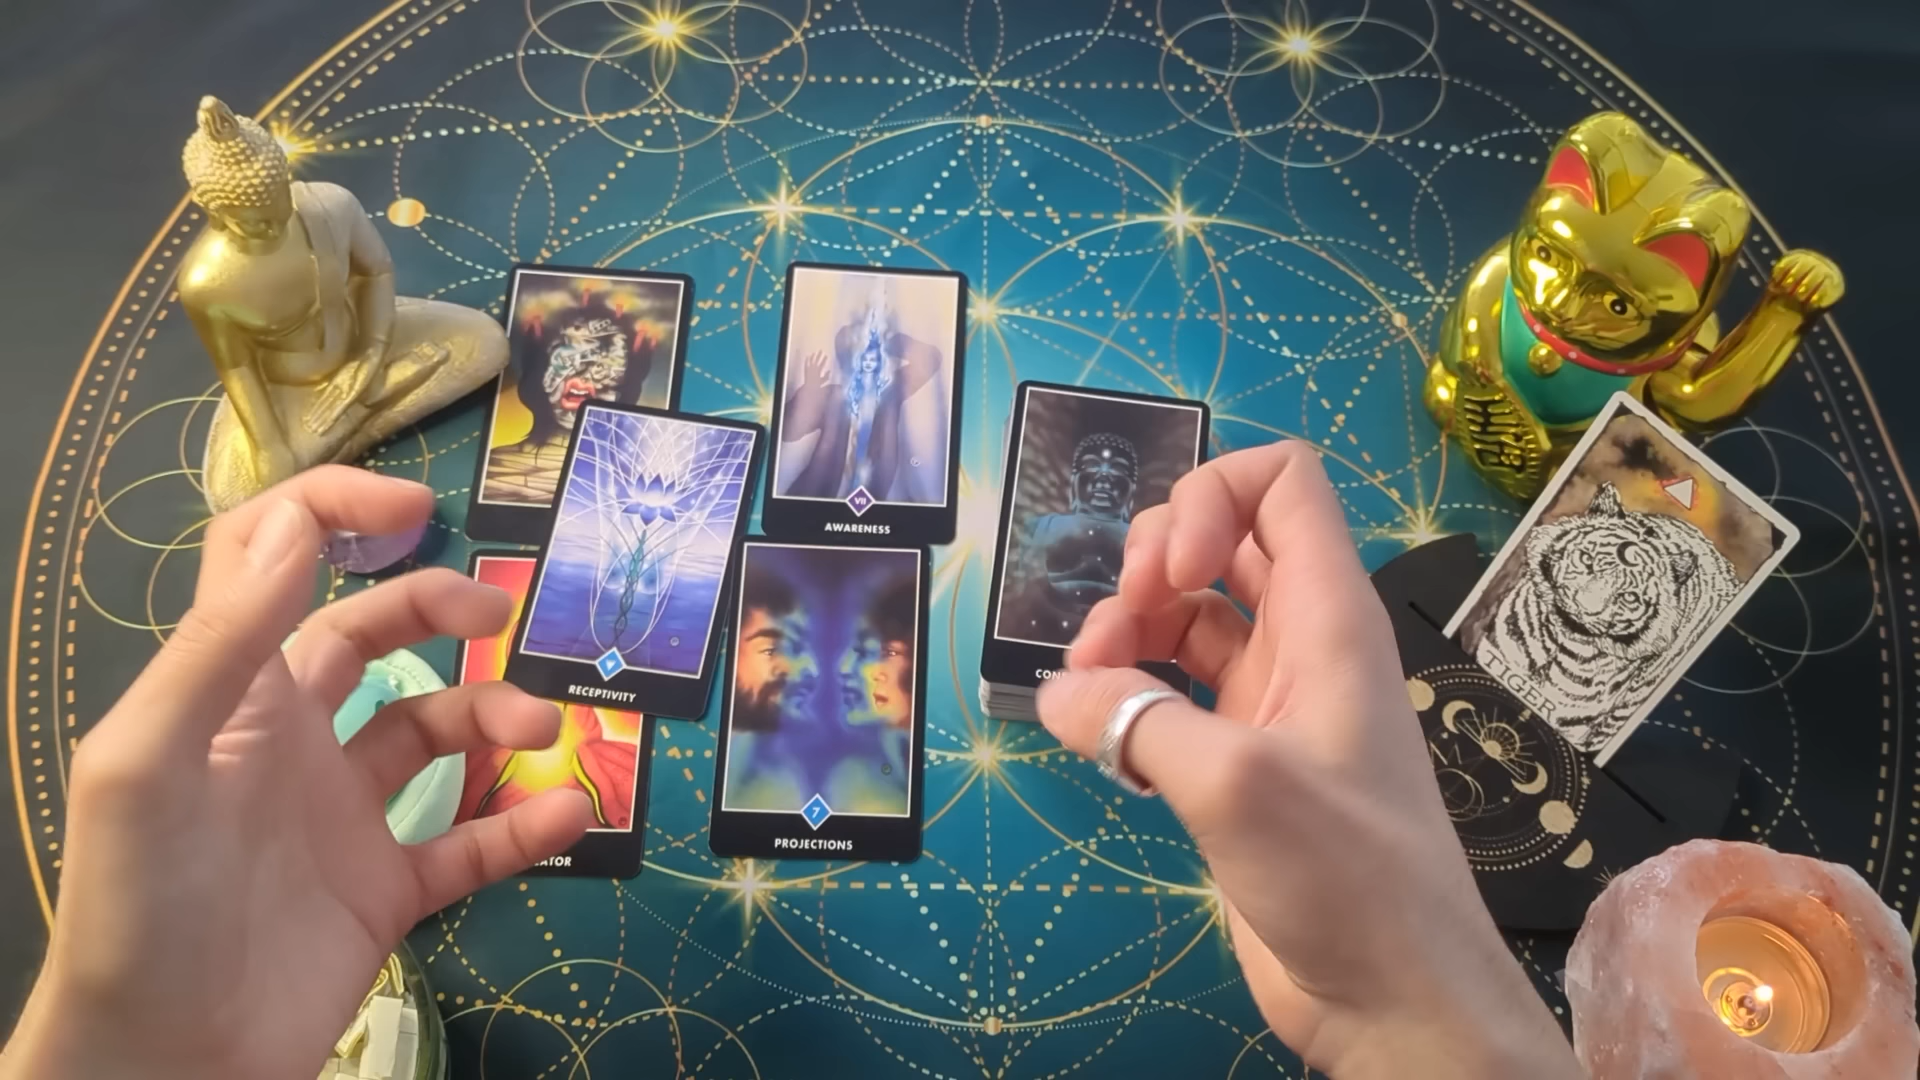 VII
AWARENESS
RECEPTIVITY
CON
TIGER
7
PROJECTIONS
ATOR